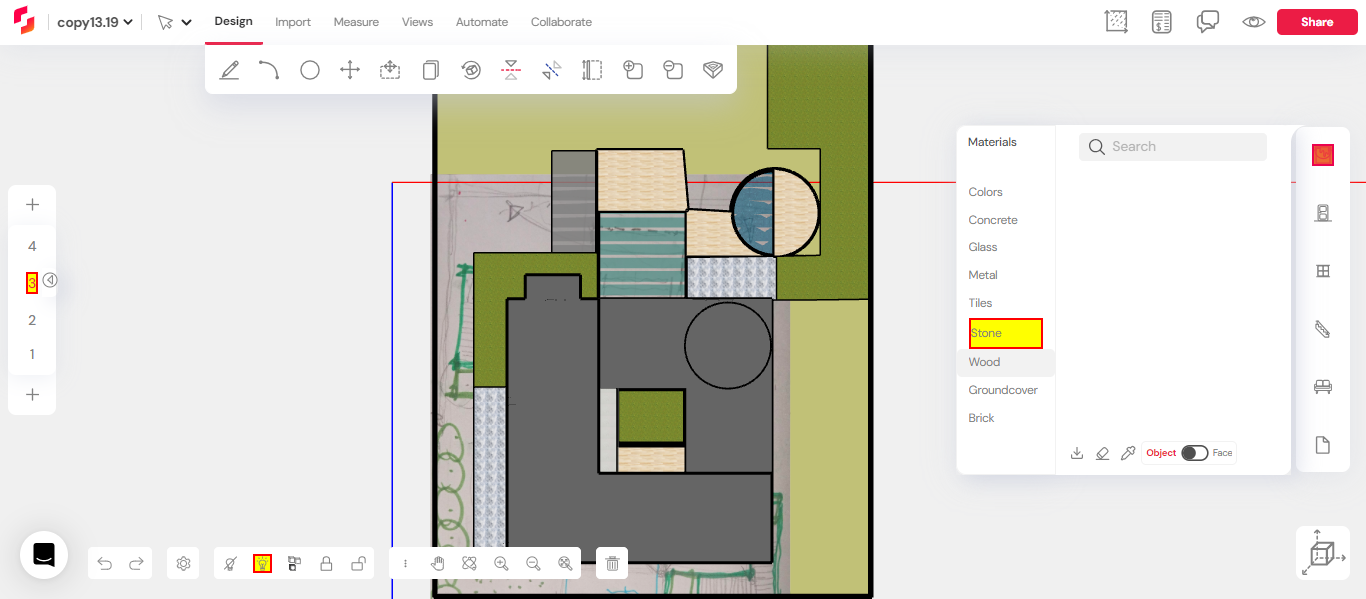 copy13.19
Design
Import
Measure
Views
Automate
Collaborate
Share
4
3
2
1
Materials
Search
Colors
Concrete
Glass
Metal
Tiles
Stone
Wood
Groundcover
Brick
Object
Face